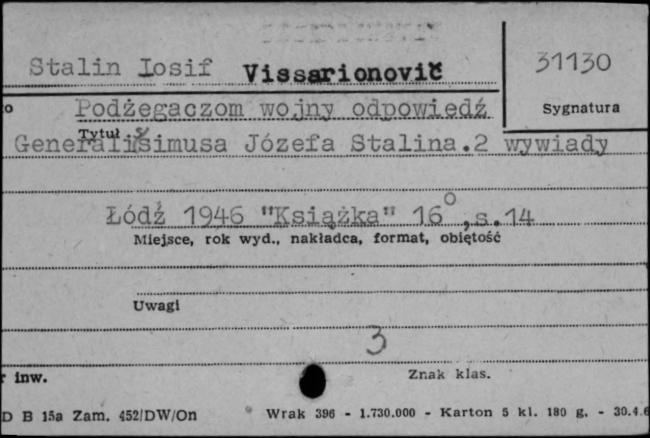 Stalin Iosif Vissarionovič
31130
Sygnatura
Podżegaczom wojny odpowiedź
Tytuł
Generalissimusa Józefa Stalina.2 wywiady
Łódź 1946 "Książka" 16°,s.14
Miejsce, rok wyd., nakładca, format, obiętość
Uwagi
3
r inw.
Znak klas.
D B 15a Zam. 452/DW/On
Wrak 396 - 1.730.000 - Karton 5 kl. 180 g. - 30.4.6